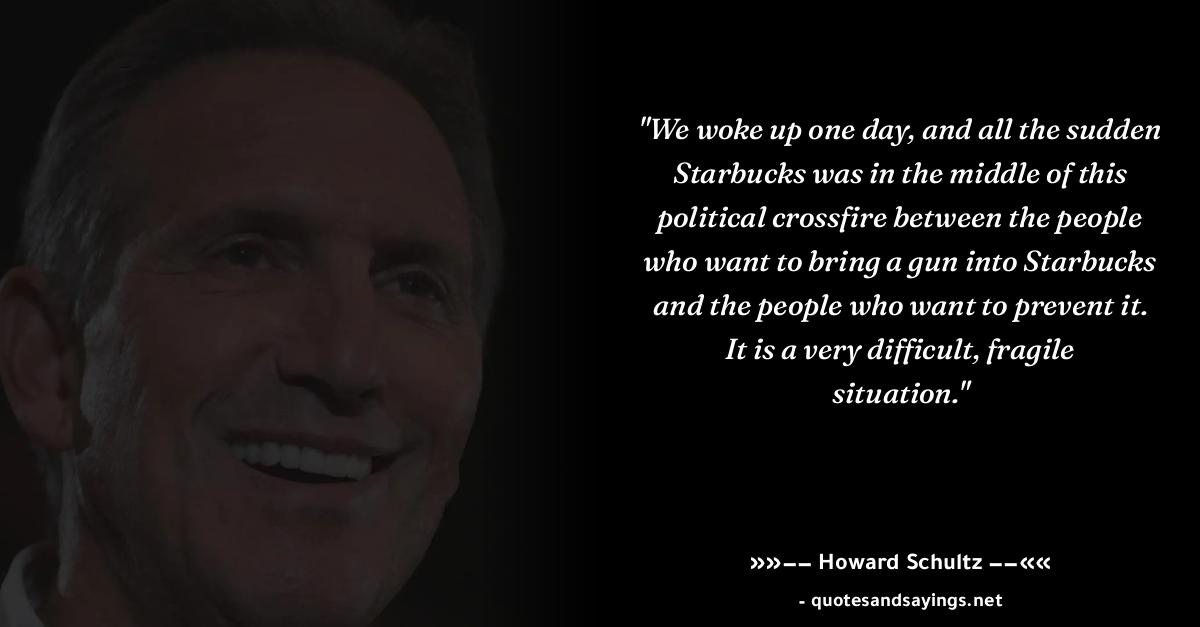 "We woke up one day, and all the sudden
Starbucks was in the middle of this
political crossfire between the people
who want to bring a gun into Starbucks
and the people who want to prevent it.
It is a very difficult, fragile
situation."
»»–– Howard Schultz ––««
- quotesandsayings.net